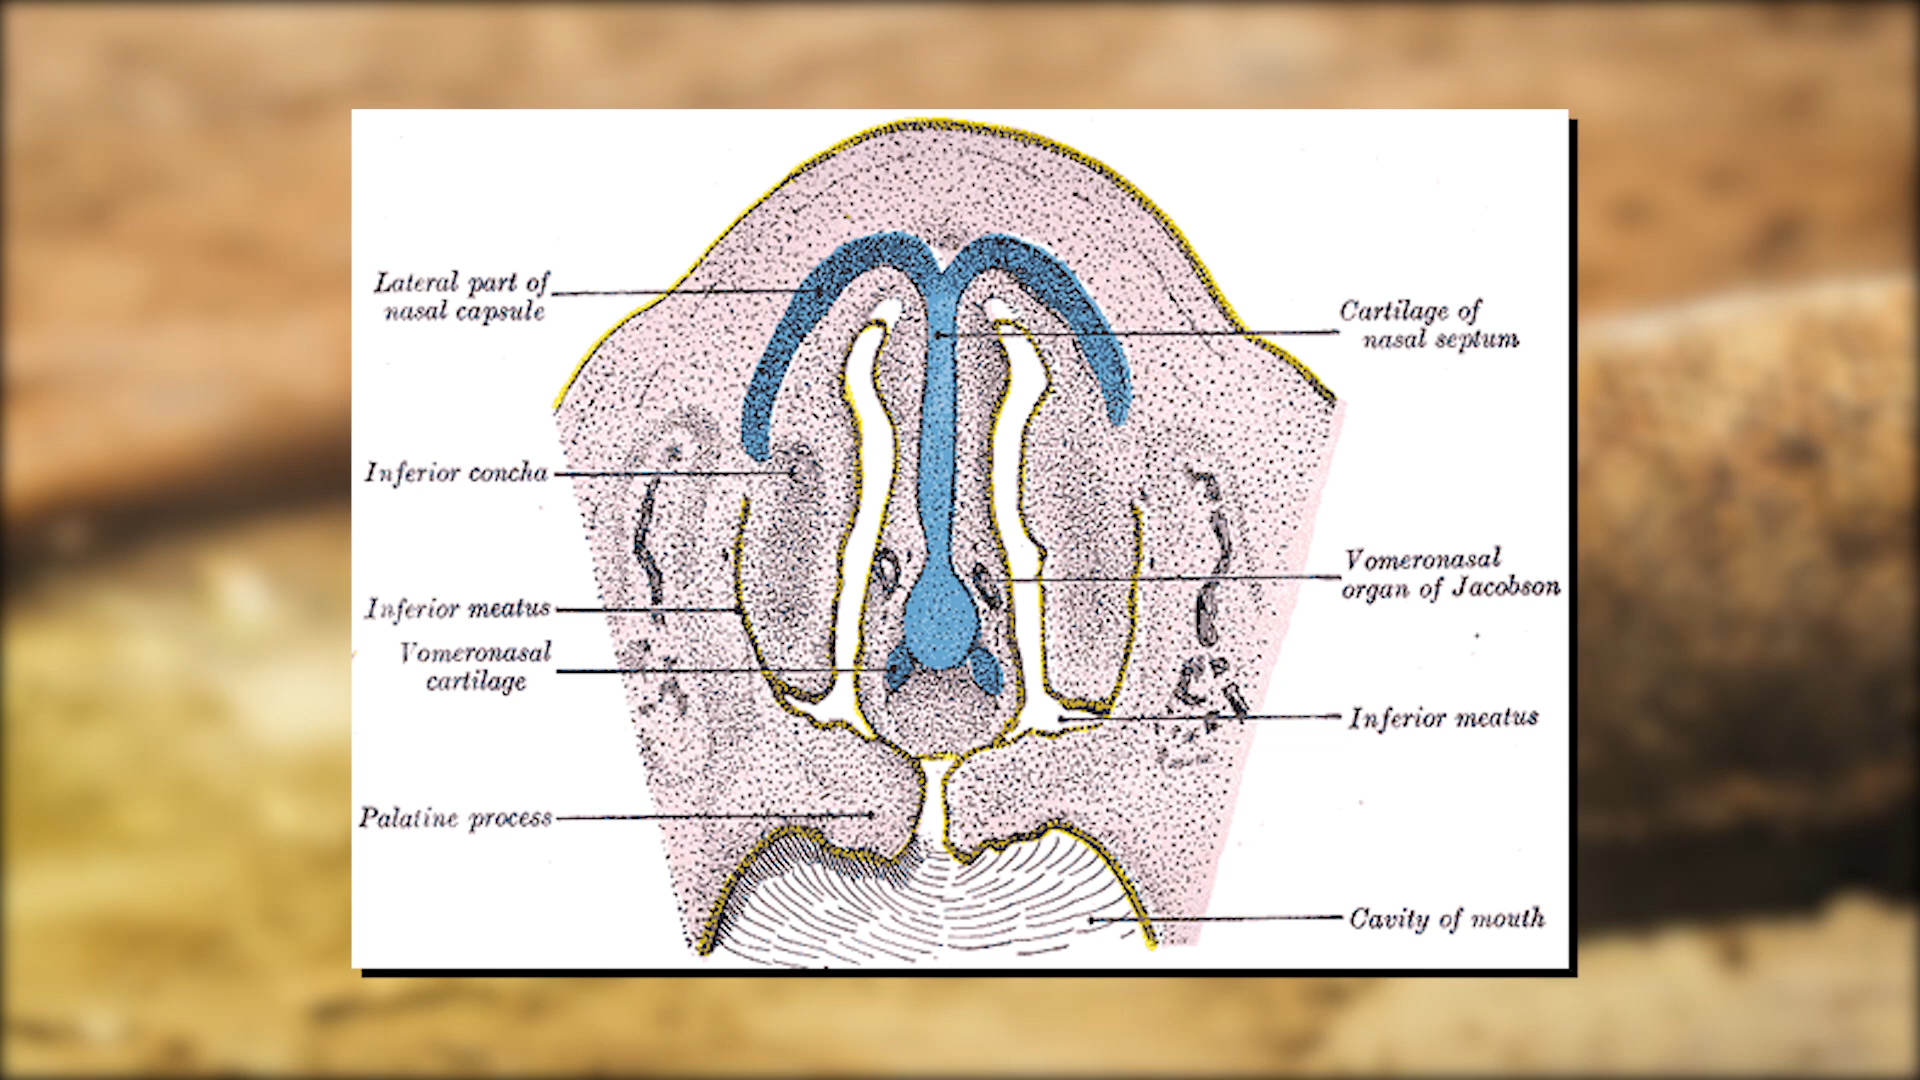 Lateral part of
nasal capsule
Inferior concha
Inferior meatus
Vomeronasal
cartilage
Palatine process
Cartilage of
nasal septum
Vomeronasal
organ of Jacobson
Inferior meatus
Cavity of mouth